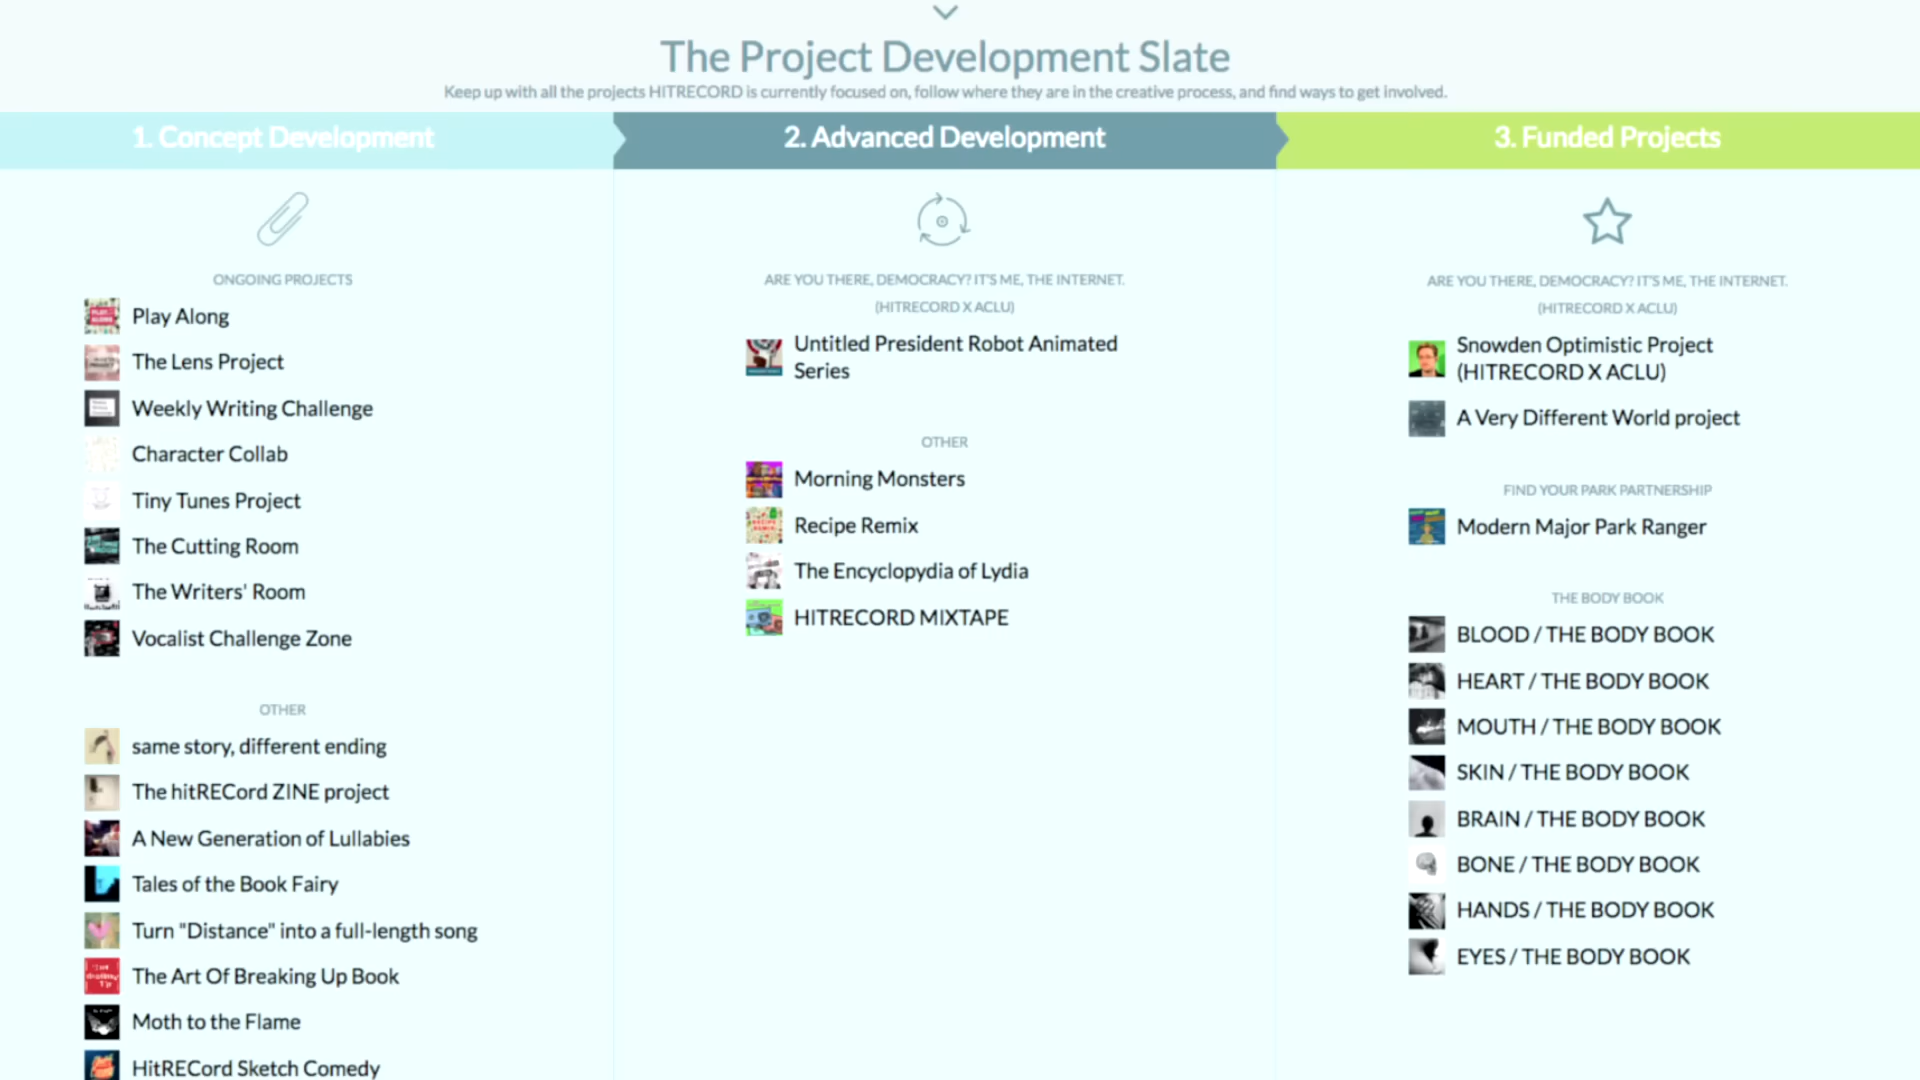 The Project Development Slate
Keep up with all the projects HITRECORD is currently focused on, follow where they are in the creative process, and find ways to get involved.
1. Concept Development
ONGOING PROJECTS
Play Along
The Lens Project
Weekly Writing Challenge
Character Collab
Tiny Tunes Project
The Cutting Room
The Writers' Room
Vocalist Challenge Zone
OTHER
same story, different ending
The hitRECord ZINE project
A New Generation of Lullabies
Tales of the Book Fairy
Turn "Distance" into a full-length song
The Art Of Breaking Up Book
Moth to the Flame
HitRECord Sketch Comedy
2. Advanced Development
ARE YOU THERE, DEMOCRACY? IT'S ME, THE INTERNET.
(HITRECORD X ACLU)
Untitled President Robot Animated
Series
OTHER
Morning Monsters
Recipe Remix
The Encyclopydia of Lydia
HITRECORD MIXTAPE
3. Funded Projects
ARE YOU THERE, DEMOCRACY? IT'S ME, THE INTERNET.
(HITRECORD X ACLU)
Snowden Optimistic Project
(HITRECORD X ACLU)
A Very Different World project
FIND YOUR PARK PARTNERSHIP
Modern Major Park Ranger
THE BODY BOOK
BLOOD / THE BODY BOOK
HEART / THE BODY BOOK
MOUTH / THE BODY BOOK
SKIN / THE BODY BOOK
BRAIN / THE BODY BOOK
BONE / THE BODY BOOK
HANDS / THE BODY BOOK
EYES / THE BODY BOOK